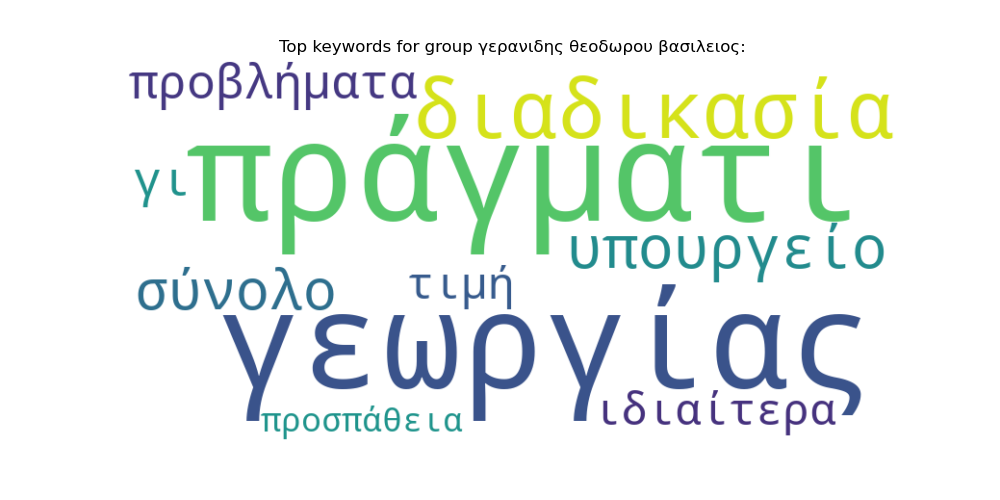 Top keywords for group γερανιδης θεοδωρου βασιλειος:
προβλήματα
διαδικασία
πράγματι
γι
υπουργείο
σύνολο
τιμή
γεωργίας
ιδιαίτερα
προσπάθεια